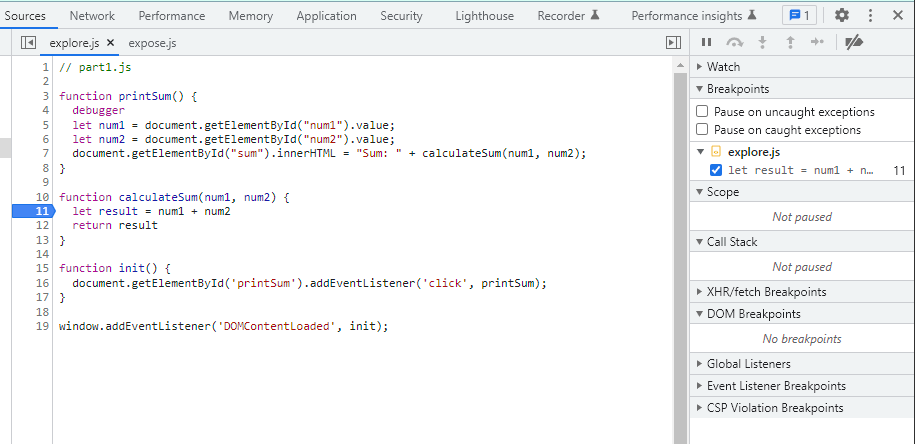 Sources Network Performance Memory Application Security Lighthouse Recorder Performance insights 1
explore.js × expose.js
1 // part1.js
2
3 function printSum() {
4   debugger
5   let num1 = document.getElementById("num1").value;
6   let num2 = document.getElementById("num2").value;
7   document.getElementById("sum").innerHTML = "Sum: " + calculateSum(num1, num2);
8 }
9
10 function calculateSum(num1, num2) {
11   let result = num1 + num2
12   return result
13 }
14
15 function init() {
16   document.getElementById('printSum').addEventListener('click', printSum);
17 }
18
19 window.addEventListener('DOMContentLoaded', init);
Watch
Breakpoints
Pause on uncaught exceptions
Pause on caught exceptions
explore.js
let result = num1 + n… 11
Scope
Not paused
Call Stack
Not paused
XHR/fetch Breakpoints
DOM Breakpoints
No breakpoints
Global Listeners
Event Listener Breakpoints
CSP Violation Breakpoints